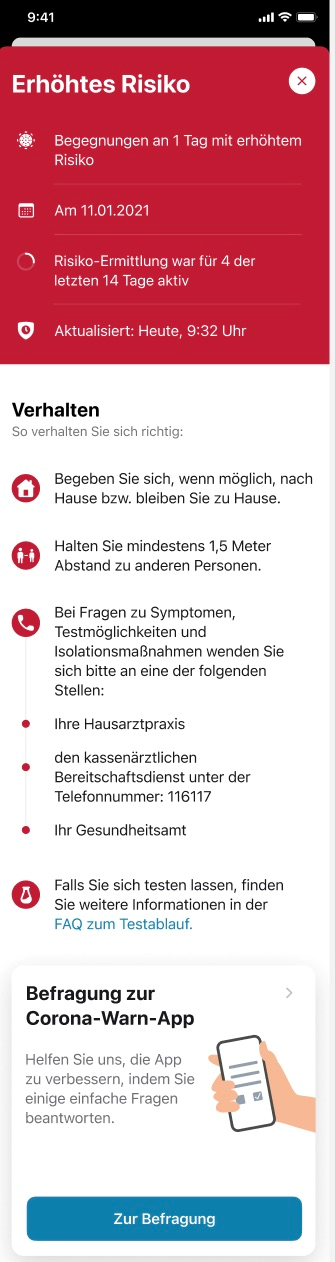 9:41
Erhöhtes Risiko
Begegnungen an 1 Tag mit erhöhtem
Risiko
Am 11.01.2021
Risiko-Ermittlung war für 4 der
letzten 14 Tage aktiv
Aktualisiert: Heute, 9:32 Uhr
Verhalten
So verhalten Sie sich richtig:
Begeben Sie sich, wenn möglich, nach
Hause bzw. bleiben Sie zu Hause.
Halten Sie mindestens 1,5 Meter
Abstand zu anderen Personen.
Bei Fragen zu Symptomen,
Testmöglichkeiten und
Isolationsmaßnahmen wenden Sie
sich bitte an eine der folgenden
Stellen:
Ihre Hausarztpraxis
den kassenärztlichen
Bereitschaftsdienst unter der
Telefonnummer: 116117
Ihr Gesundheitsamt
Falls Sie sich testen lassen, finden
Sie weitere Informationen in der
FAQ zum Testablauf.
Befragung zur
Corona-Warn-App
Helfen Sie uns, die App
zu verbessern, indem Sie
einige einfache Fragen
beantworten.
Zur Befragung